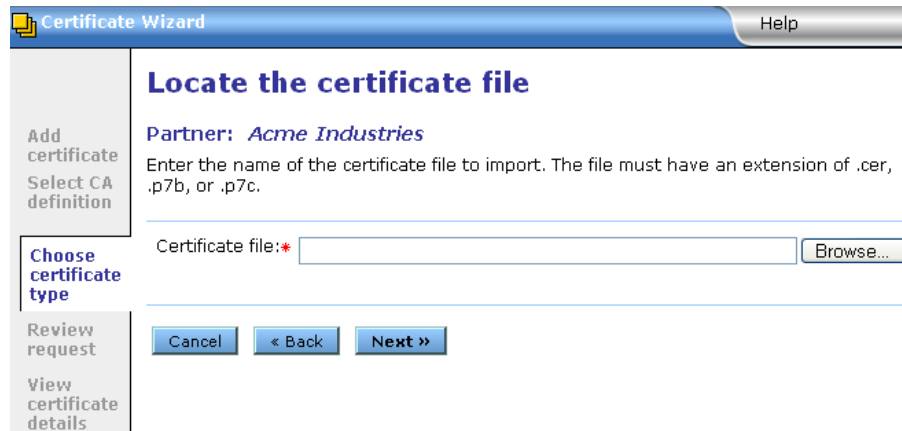 Certificate Wizard
Help
Locate the certificate file
Partner: Acme Industries
Enter the name of the certificate file to import. The file must have an extension of .cer,
.p7b, or .p7c.
Add
certificate
Select CA
definition
Choose
certificate
type
Review
request
View
certificate
details
Certificate file:*
Browse...
Cancel
« Back
Next »